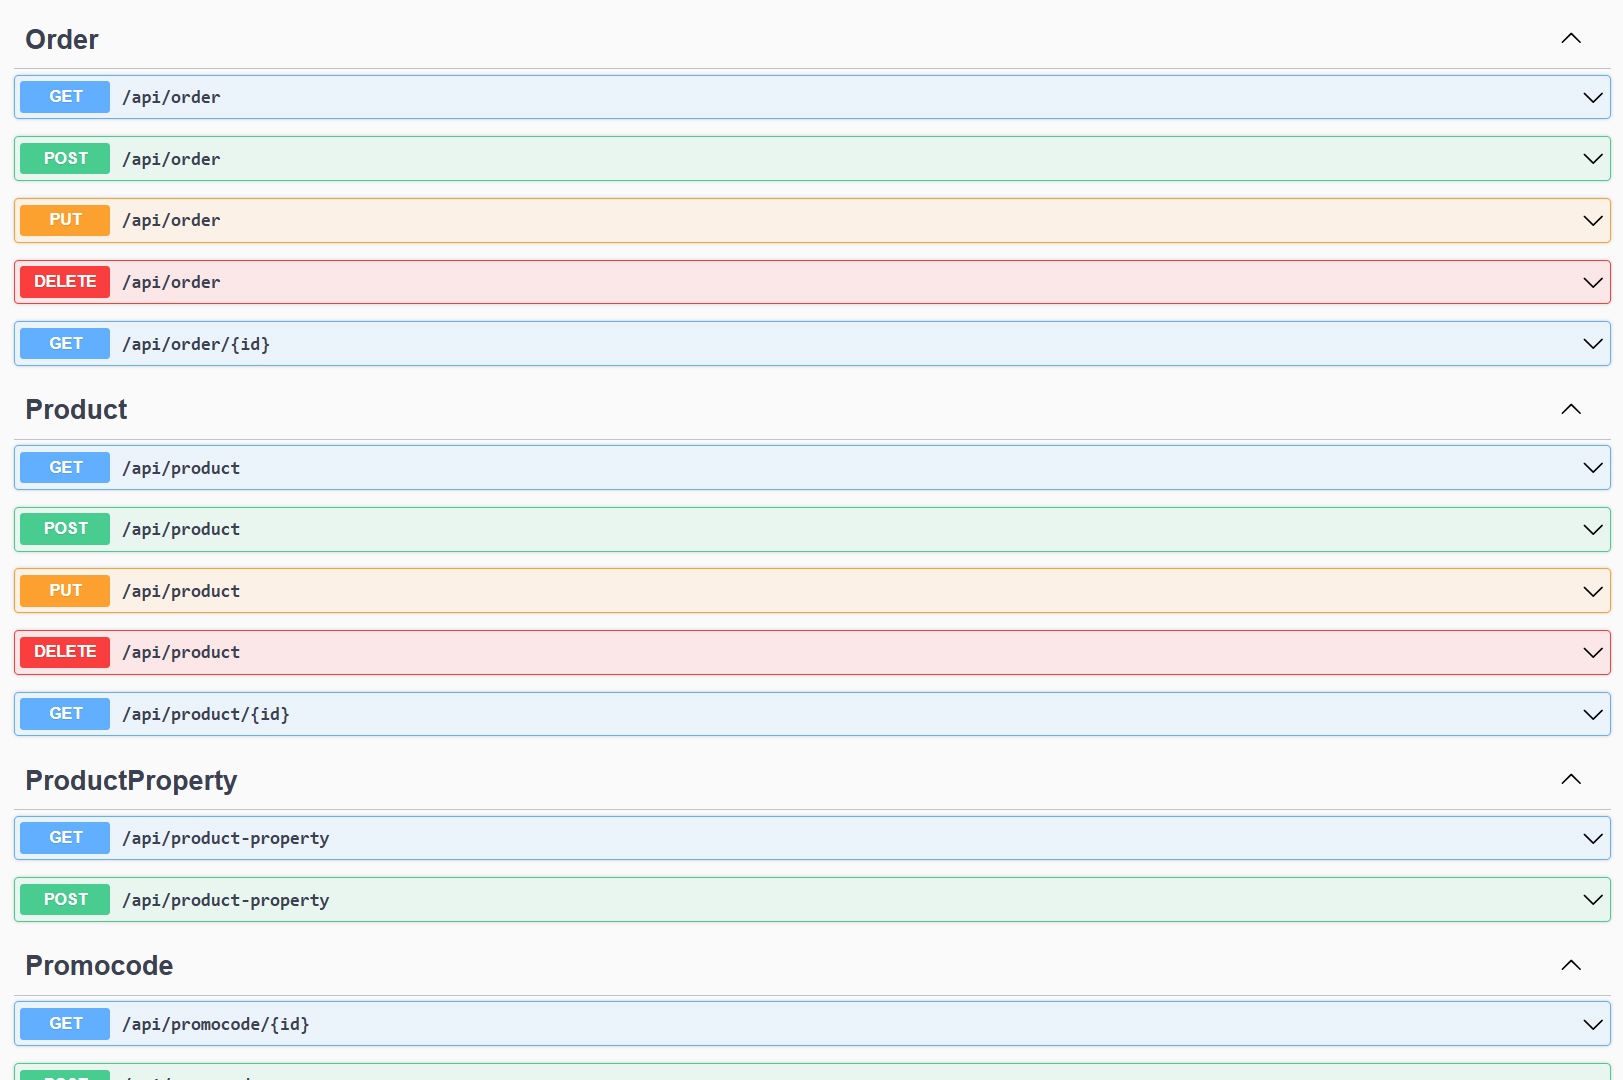 Order
GET /api/order
POST /api/order
PUT /api/order
DELETE /api/order
GET /api/order/{id}
Product
GET /api/product
POST /api/product
PUT /api/product
DELETE /api/product
GET /api/product/{id}
ProductProperty
GET /api/product-property
POST /api/product-property
Promocode
GET /api/promocode/{id}
POST